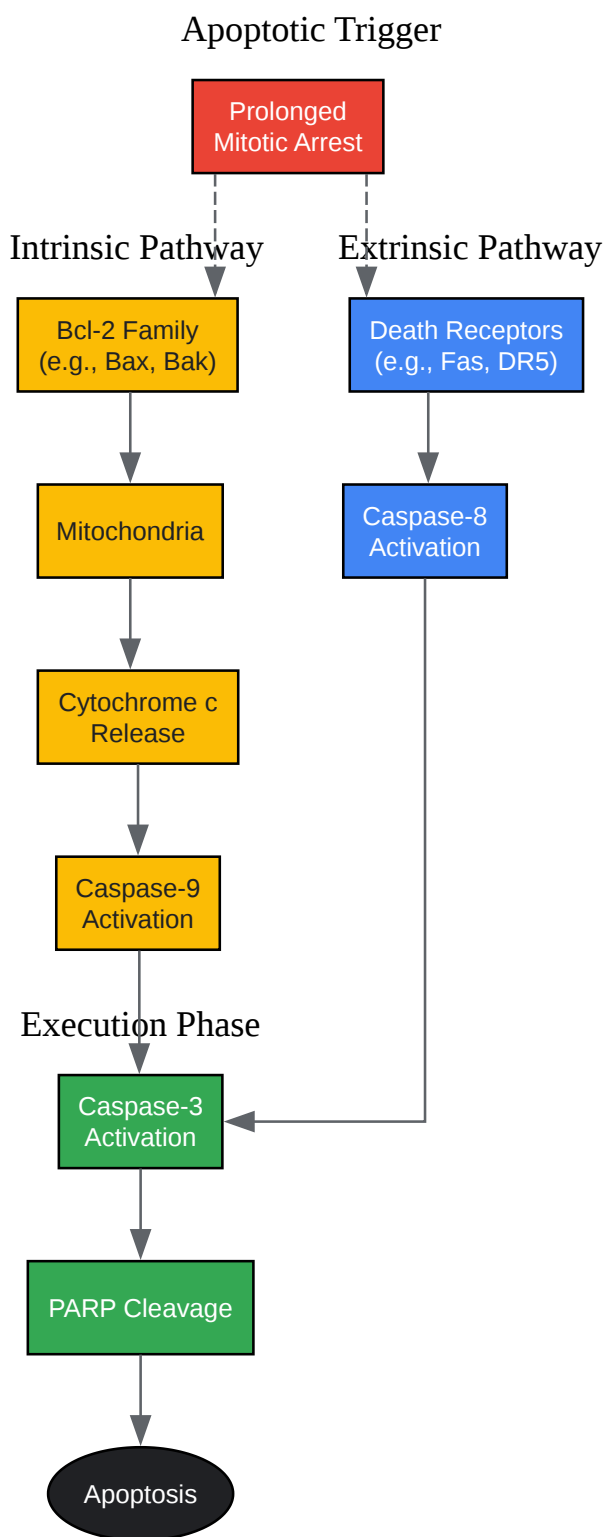 Apoptotic Trigger
Prolonged
Mitotic Arrest
Intrinsic Pathway
Extrinsic Pathway
Bcl-2 Family
(e.g., Bax, Bak)
Death Receptors
(e.g., Fas, DR5)
Mitochondria
Caspase-8
Activation
Cytochrome c
Release
Caspase-9
Activation
Execution Phase
Caspase-3
Activation
PARP Cleavage
Apoptosis